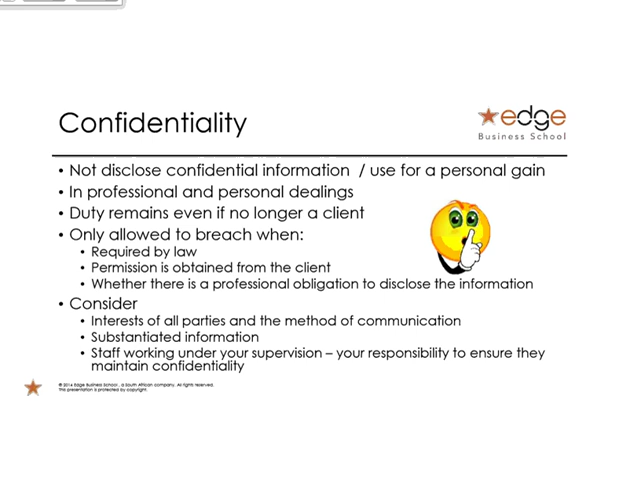 Confidentiality
edge
Business School
• Not disclose confidential information / use for a personal gain
• In professional and personal dealings
• Duty remains even if no longer a client
• Only allowed to breach when:
• Required by law
• Permission is obtained from the client
• Whether there is a professional obligation to disclose the information
• Consider
• Interests of all parties and the method of communication
• Substantiated information
• Staff working under your supervision – your responsibility to ensure they
maintain confidentiality
© 2016 Edge Business School, a South African company. All rights reserved.
This presentation is protected by copyright.